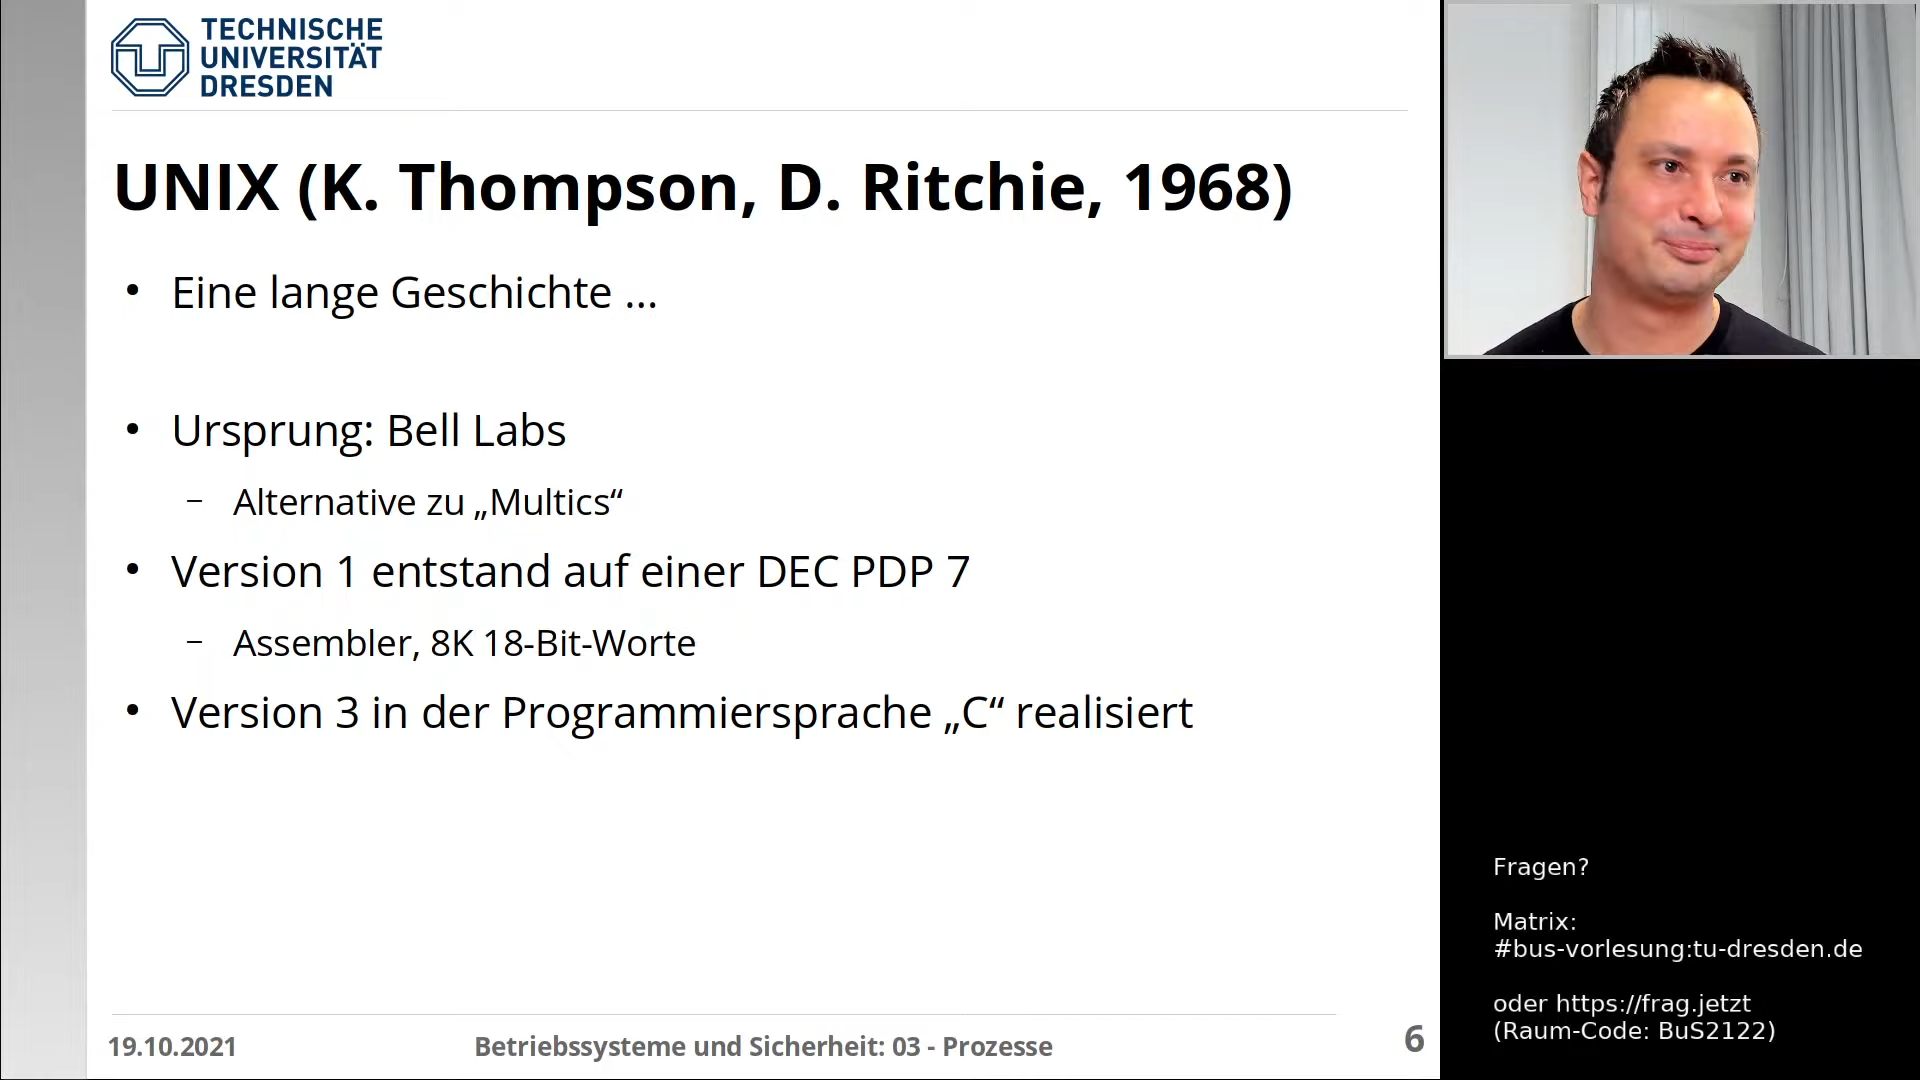 TECHNISCHE
UNIVERSITÄT
DRESDEN
UNIX (K. Thompson, D. Ritchie, 1968)
• Eine lange Geschichte …
• Ursprung: Bell Labs
– Alternative zu „Multics“
• Version 1 entstand auf einer DEC PDP 7
– Assembler, 8K 18-Bit-Worte
• Version 3 in der Programmiersprache „C“ realisiert
19.10.2021
Betriebssysteme und Sicherheit: 03 - Prozesse
6
Fragen?
Matrix:
#bus-vorlesung:tu-dresden.de
oder https://frag.jetzt
(Raum-Code: BuS2122)